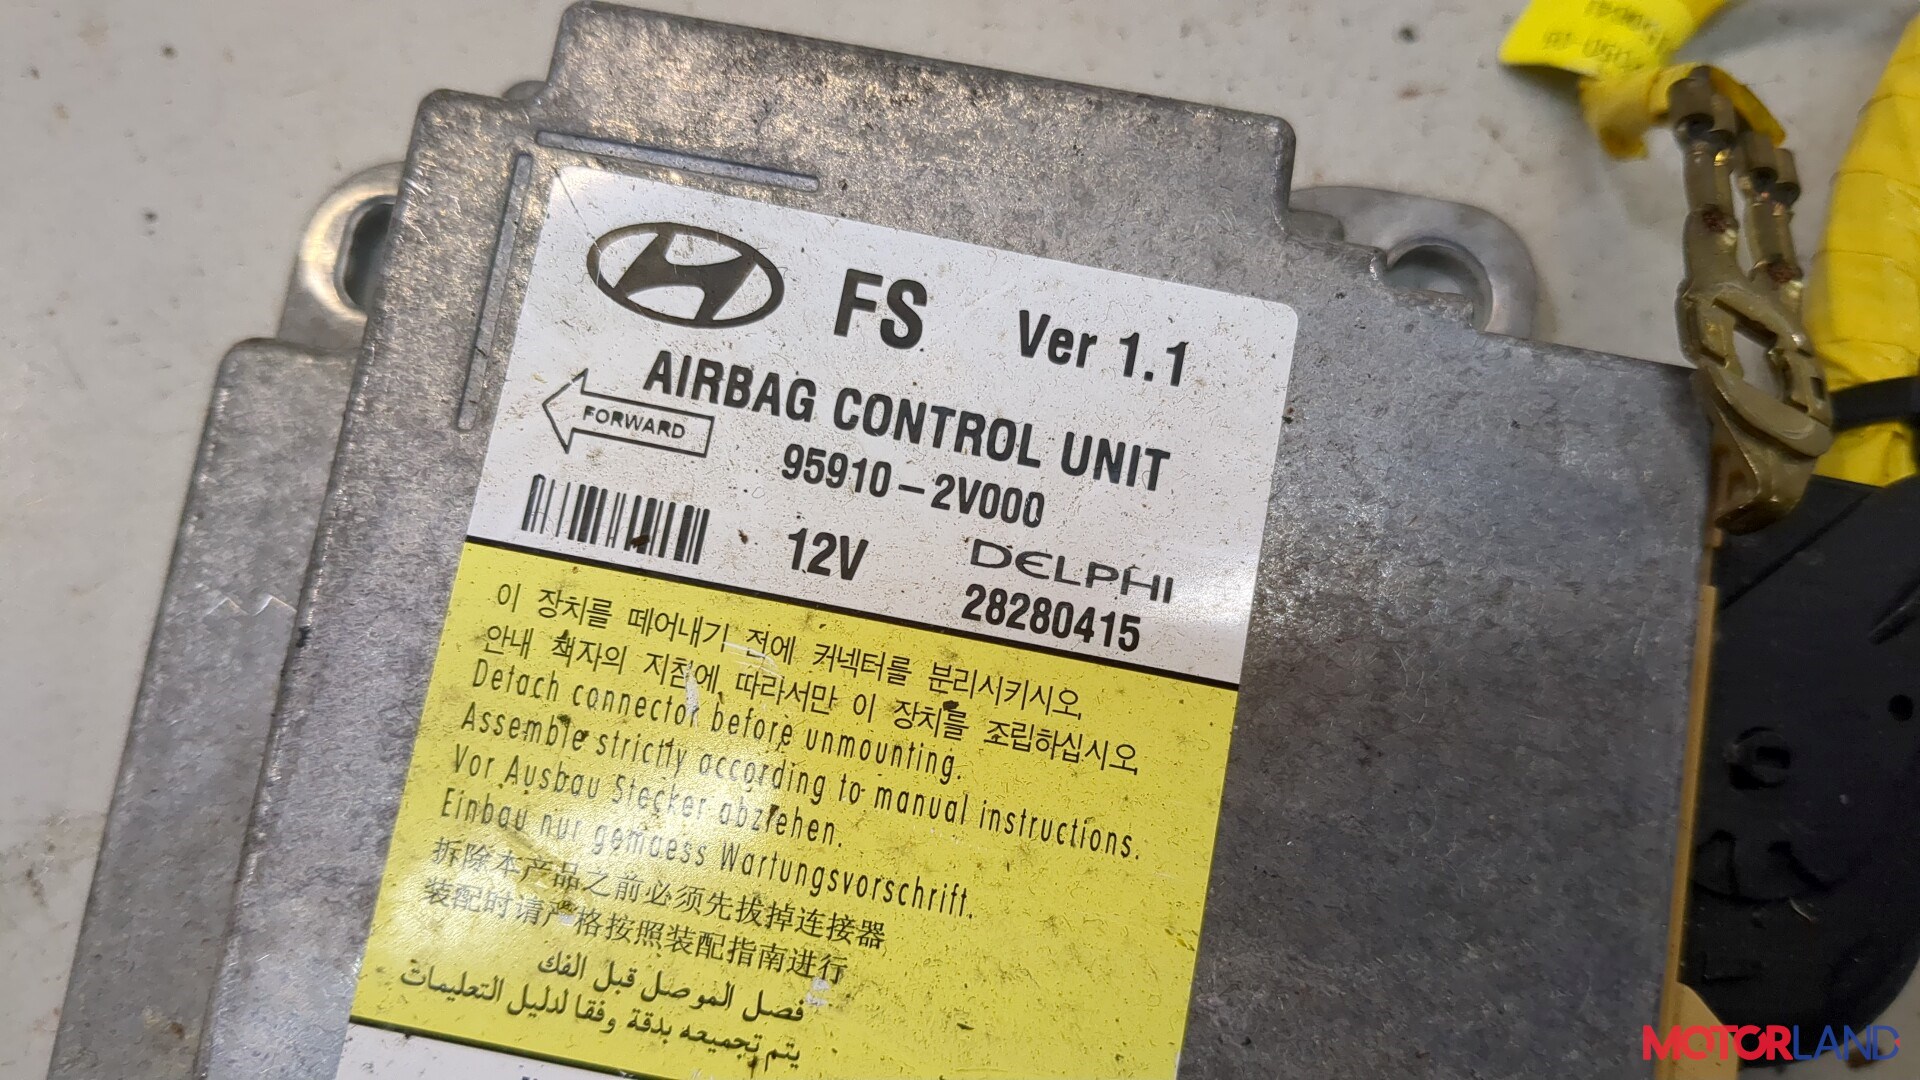 FS Ver 1.1
AIRBAG CONTROL UNIT
FORWARD
95910-2V000
12V DELPHI
28280415
이 장치를 떼어내기 전에 커넥터를 분리시키시오,
안내 책자의 지침에 따라서만 이 장치를 조립하십시오,
Detach connector before unmounting.
Assemble strictly according to manual instructions.
Vor Ausbau Stecker abziehen.
Einbau nur gemaess Wartungsvorschrift.
拆除本产品之前必须先拔掉连接器
装配时请严格按照装配指南进行
فصل الموصل قبل الفك
يتم تجميعه بدقة وفقا لدليل التعليمات
MOTORLAND